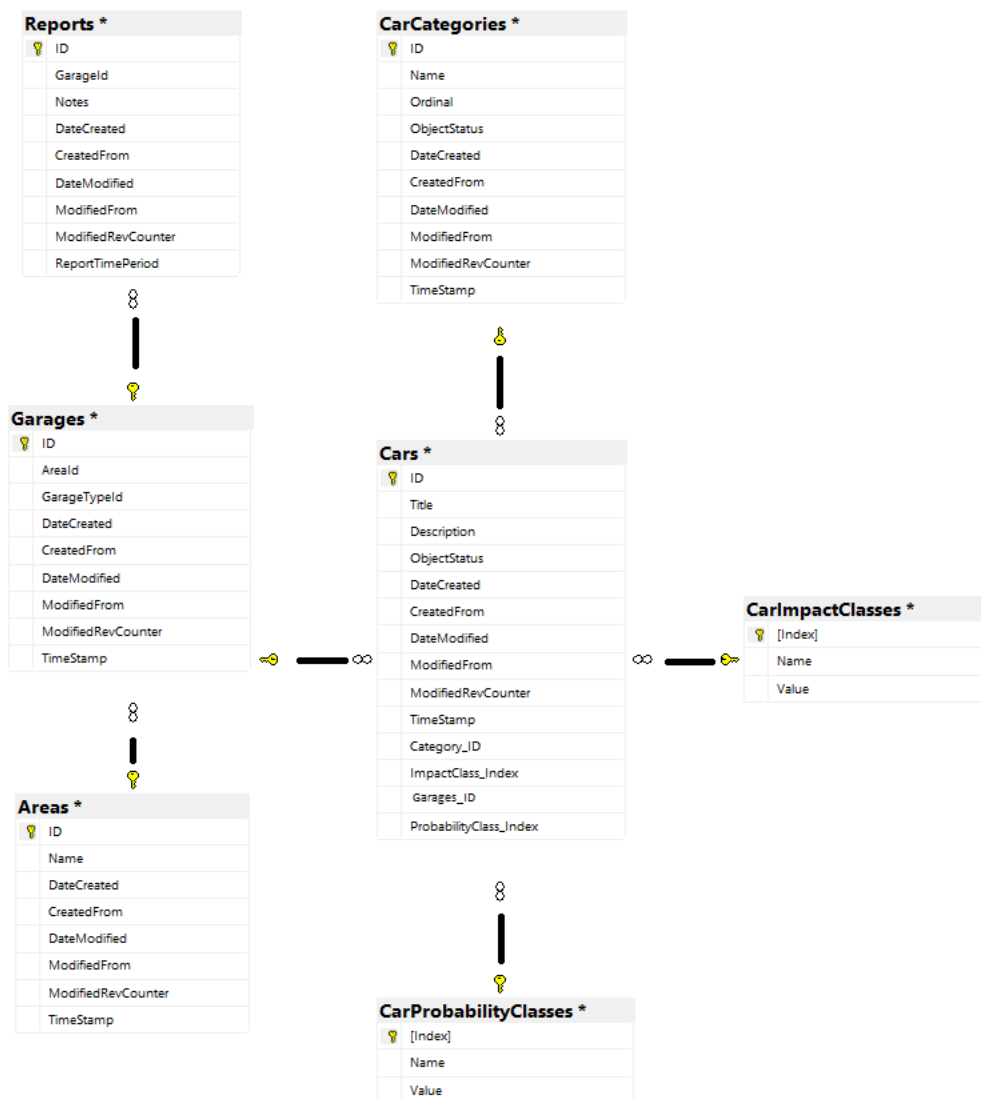 Reports *
ID
GarageId
Notes
DateCreated
CreatedFrom
DateModified
ModifiedFrom
ModifiedRevCounter
ReportTimePeriod
CarCategories *
ID
Name
Ordinal
ObjectStatus
DateCreated
CreatedFrom
DateModified
ModifiedFrom
ModifiedRevCounter
TimeStamp
Garages *
ID
AreaId
GarageTypeId
DateCreated
CreatedFrom
DateModified
ModifiedFrom
ModifiedRevCounter
TimeStamp
Cars *
ID
Title
Description
ObjectStatus
DateCreated
CreatedFrom
DateModified
ModifiedFrom
ModifiedRevCounter
TimeStamp
Category_ID
ImpactClass_Index
Garages_ID
ProbabilityClass_Index
CarImpactClasses *
[Index]
Name
Value
Areas *
ID
Name
DateCreated
CreatedFrom
DateModified
ModifiedFrom
ModifiedRevCounter
TimeStamp
CarProbabilityClasses *
[Index]
Name
Value